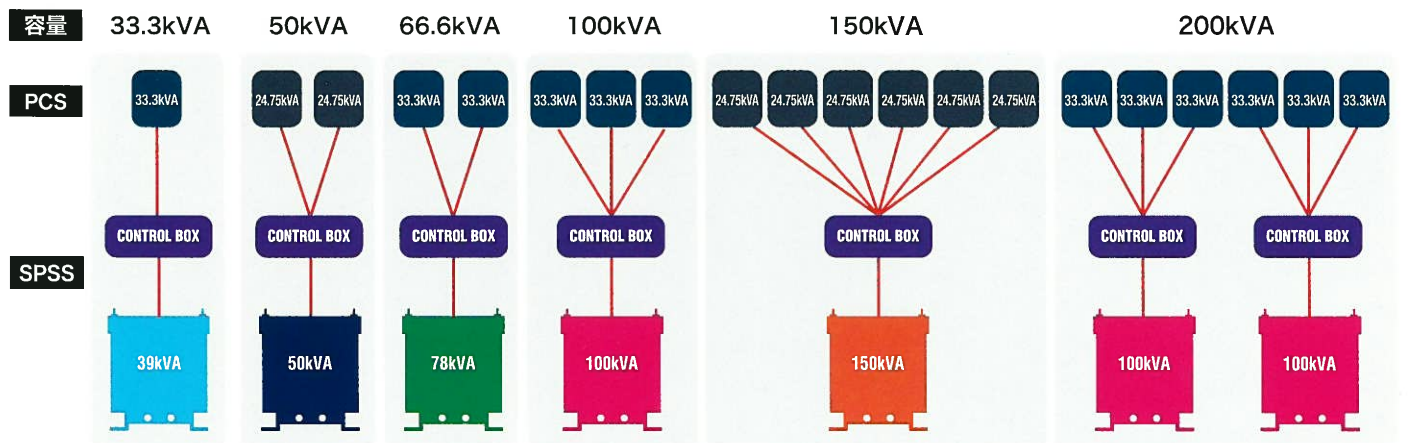 容量 33.3kVA 50kVA 66.6kVA 100kVA 150kVA 200kVA
PCS 33.3kVA 24.75kVA 24.75kVA 33.3kVA 33.3kVA 33.3kVA 33.3kVA 33.3kVA 24.75kVA 24.75kVA 24.75kVA 24.75kVA 24.75kVA 24.75kVA 33.3kVA 33.3kVA 33.3kVA 33.3kVA 33.3kVA 33.3kVA
CONTROL BOX CONTROL BOX CONTROL BOX CONTROL BOX CONTROL BOX CONTROL BOX CONTROL BOX
SPSS
39kVA 50kVA 78kVA 100kVA 150kVA 100kVA 100kVA